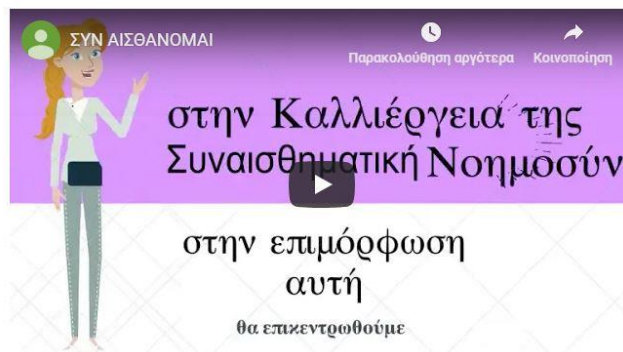 ΣΥΝ ΑΙΣΘΑΝΟΜΑΙ
Παρακολούθηση αργότερα
Κοινοποίηση
στην Καλλιέργεια της
Συναισθηματική Νοημοσύν
στην επιμόρφωση
αυτή
θα επικεντρωθούμε